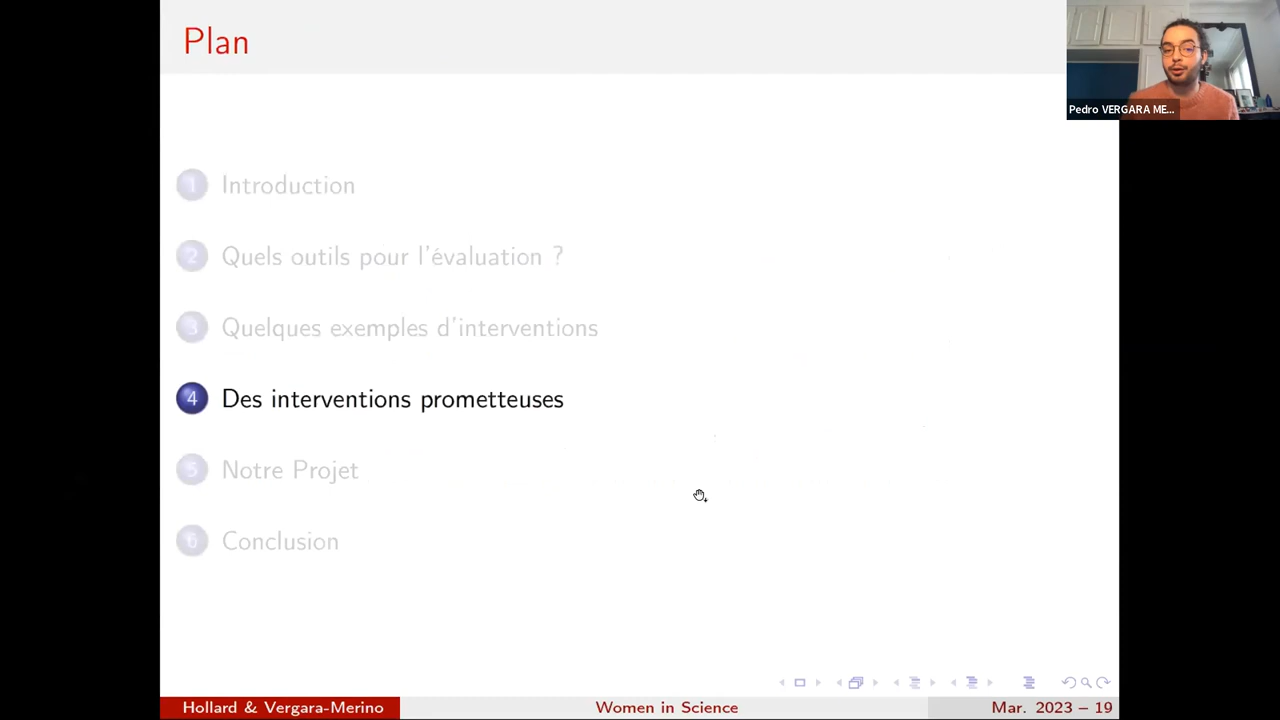 Plan
Pedro VERGARA ME...
1 Introduction
2 Quels outils pour l'évaluation ?
3 Quelques exemples d'interventions
4 Des interventions prometteuses
5 Notre Projet
6 Conclusion
Hollard & Vergara-Merino
Women in Science
Mar. 2023 – 19